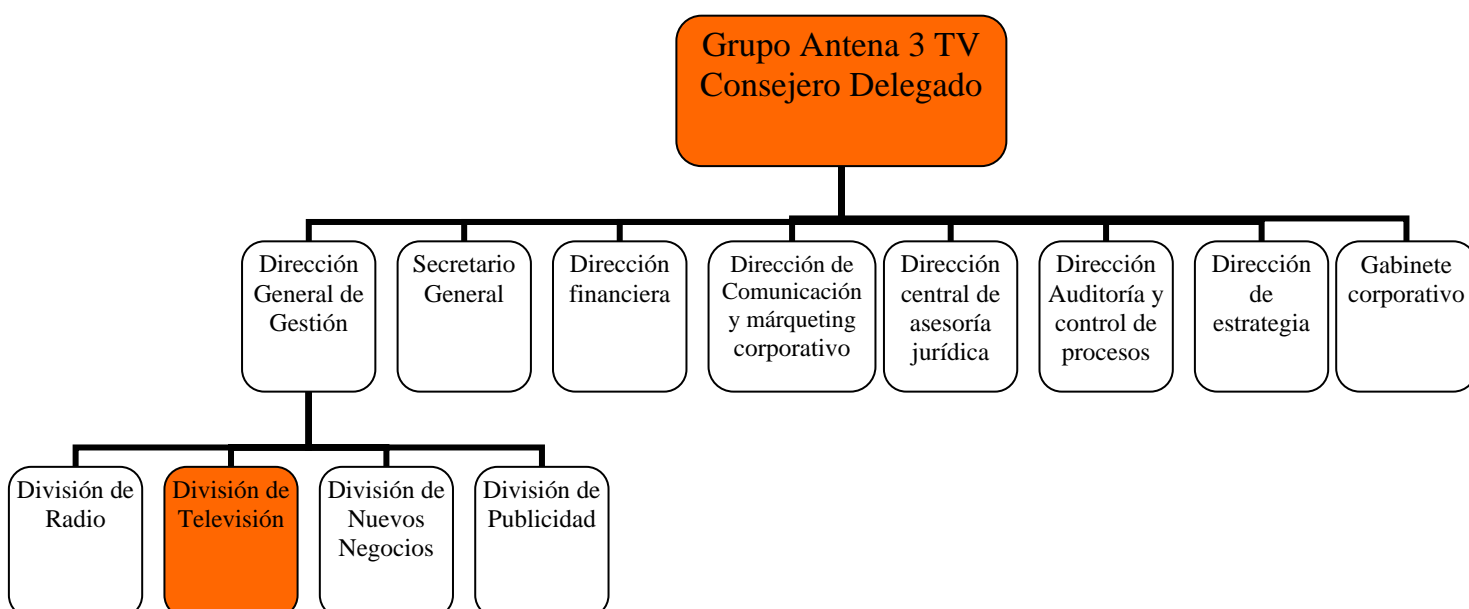 Grupo Antena 3 TV
Consejero Delegado
Dirección
General de
Gestión
Secretario
General
Dirección
financiera
Dirección de
Comunicación
y márqueting
corporativo
Dirección
central de
asesoría
jurídica
Dirección
Auditoría y
control de
procesos
Dirección
de
estrategia
Gabinete
corporativo
División de
Radio
División de
Televisión
División de
Nuevos
Negocios
División de
Publicidad